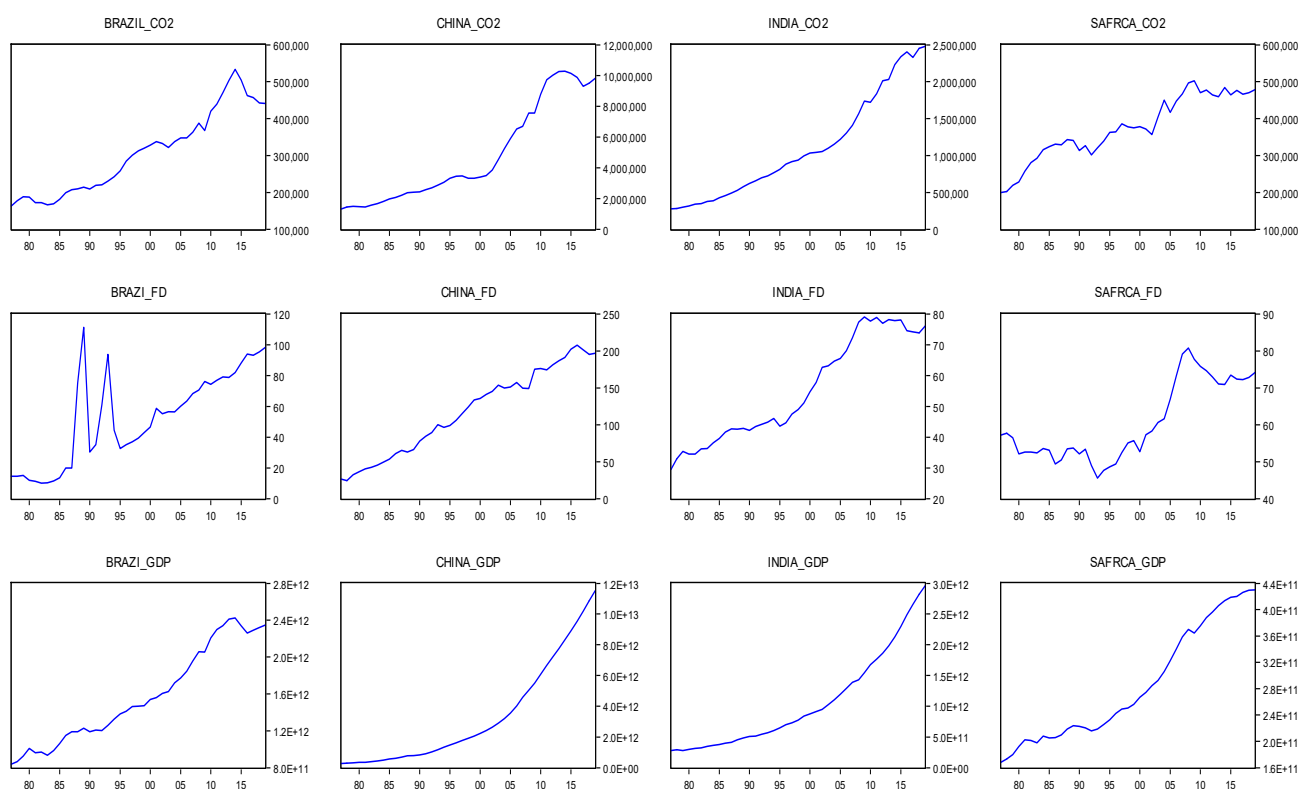 BRAZIL_CO2
600,000
500,000
400,000
300,000
200,000
100,000
80 85 90 95 00 05 10 15
CHINA_CO2
12,000,000
10,000,000
8,000,000
6,000,000
4,000,000
2,000,000
0
80 85 90 95 00 05 10 15
INDIA_CO2
2,500,000
2,000,000
1,500,000
1,000,000
500,000
0
80 85 90 95 00 05 10 15
SAFRCA_CO2
600,000
500,000
400,000
300,000
200,000
100,000
80 85 90 95 00 05 10 15
BRAZI_FD
120
100
80
60
40
20
0
80 85 90 95 00 05 10 15
CHINA_FD
250
200
150
100
50
0
80 85 90 95 00 05 10 15
INDIA_FD
80
70
60
50
40
30
20
80 85 90 95 00 05 10 15
SAFRCA_FD
90
80
70
60
50
40
80 85 90 95 00 05 10 15
BRAZI_GDP
2.8E+12
2.4E+12
2.0E+12
1.6E+12
1.2E+12
8.0E+11
80 85 90 95 00 05 10 15
CHINA_GDP
1.2E+13
1.0E+13
8.0E+12
6.0E+12
4.0E+12
2.0E+12
0.0E+00
80 85 90 95 00 05 10 15
INDIA_GDP
3.0E+12
2.5E+12
2.0E+12
1.5E+12
1.0E+12
5.0E+11
0.0E+00
80 85 90 95 00 05 10 15
SAFRCA_GDP
4.4E+11
4.0E+11
3.6E+11
3.2E+11
2.8E+11
2.4E+11
2.0E+11
1.6E+11
80 85 90 95 00 05 10 15